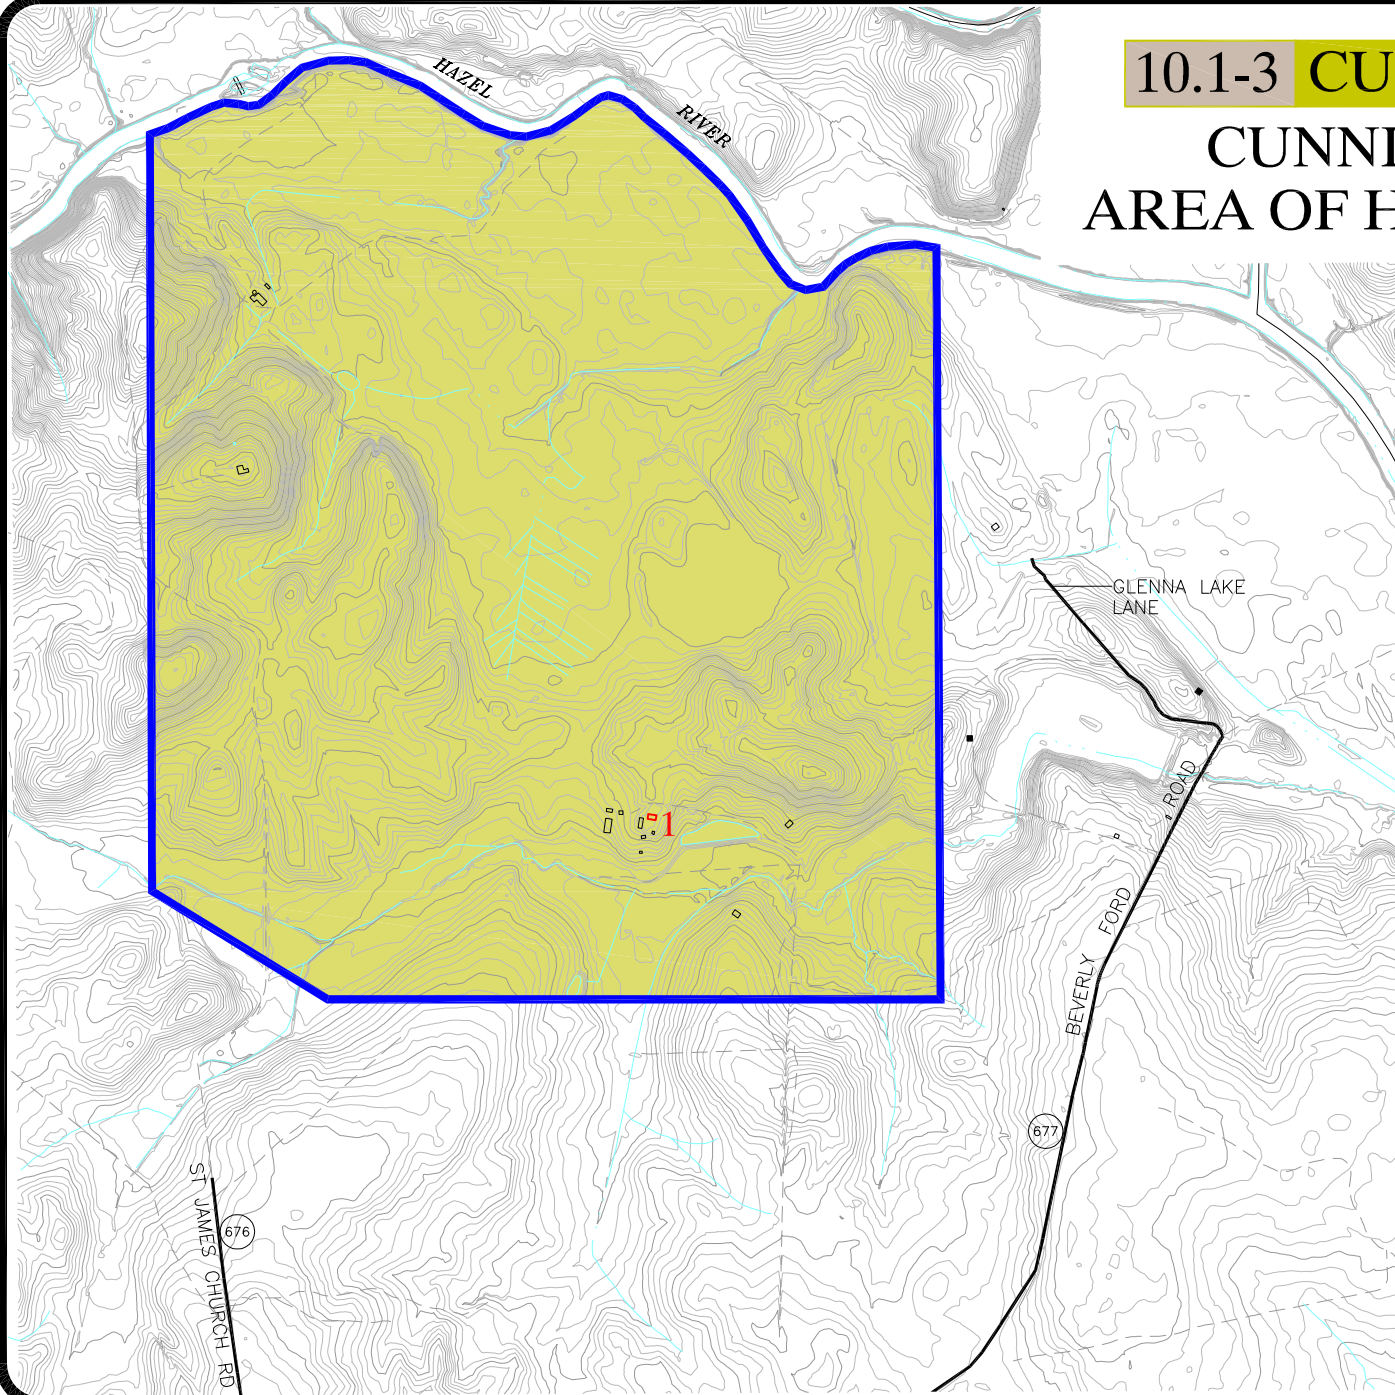 10.1-3 CU
CUNNI
AREA OF H
HAZEL
RIVER
GLENNA LAKE
LANE
1
ROAD
FORD
BEVERLY
677
676
ST JAMES CHURCH RD